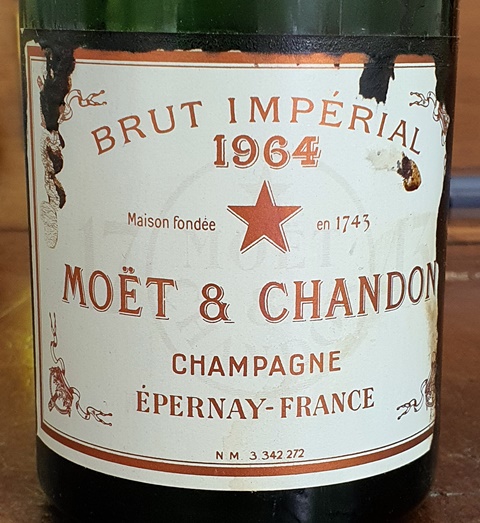 BRUT IMPÉRIAL
1964
Maison fondée en 1743
MOËT & CHANDON
CHAMPAGNE
ÉPERNAY-FRANCE
N M 3 342 272